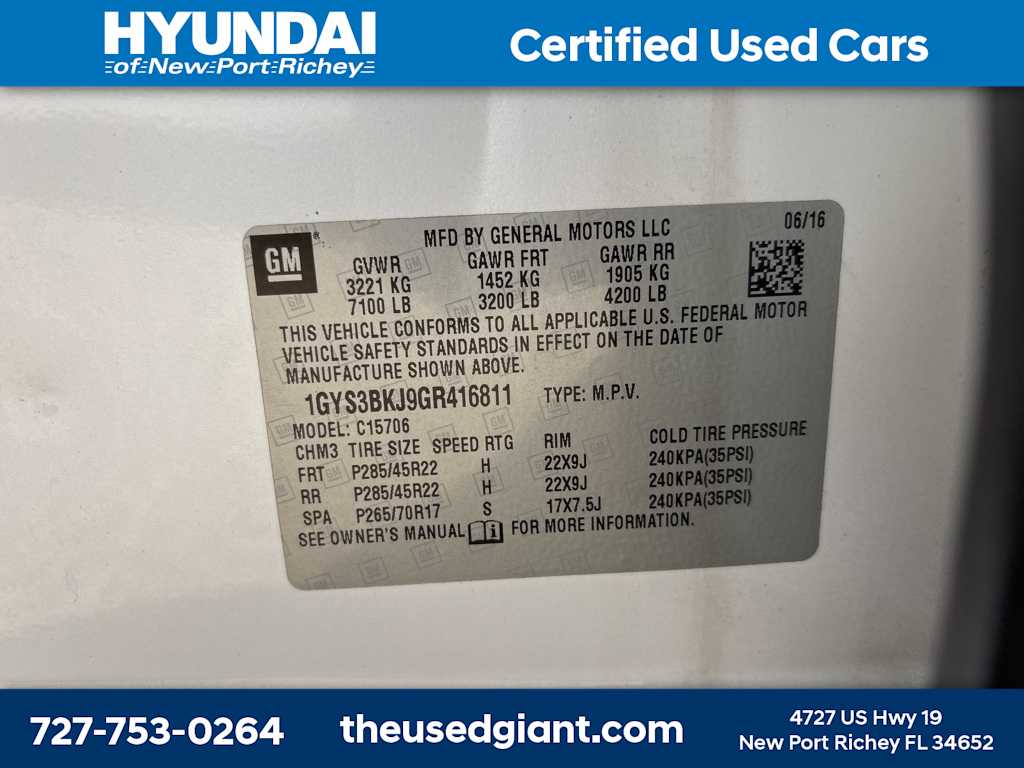 HYUNDAI
of New Port Richey
Certified Used Cars
GM
MFD BY GENERAL MOTORS LLC
06/16
GVWR GAWR FRT GAWR RR
3221 KG 1452 KG 1905 KG
7100 LB 3200 LB 4200 LB
THIS VEHICLE CONFORMS TO ALL APPLICABLE U.S. FEDERAL MOTOR
VEHICLE SAFETY STANDARDS IN EFFECT ON THE DATE OF
MANUFACTURE SHOWN ABOVE.
1GYS3BKJ9GR416811 TYPE: M.P.V.
MODEL: C15706
CHM3 TIRE SIZE SPEED RTG RIM COLD TIRE PRESSURE
FRT P285/45R22 H 22X9J 240KPA(35PSI)
RR P285/45R22 H 22X9J 240KPA(35PSI)
SPA P265/70R17 S 17X7.5J 240KPA(35PSI)
SEE OWNER'S MANUAL i FOR MORE INFORMATION.
727-753-0264
theusedgiant.com
4727 US Hwy 19
New Port Richey FL 34652